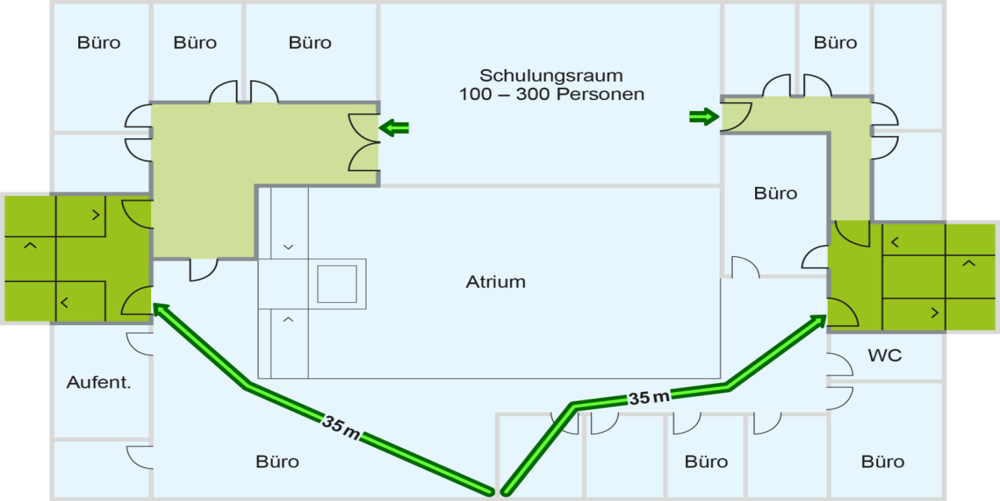 Büro
Büro
Büro
Schulungsraum
100 – 300 Personen
Büro
Büro
Atrium
WC
Aufent.
35 m
35 m
Büro
Büro
Büro